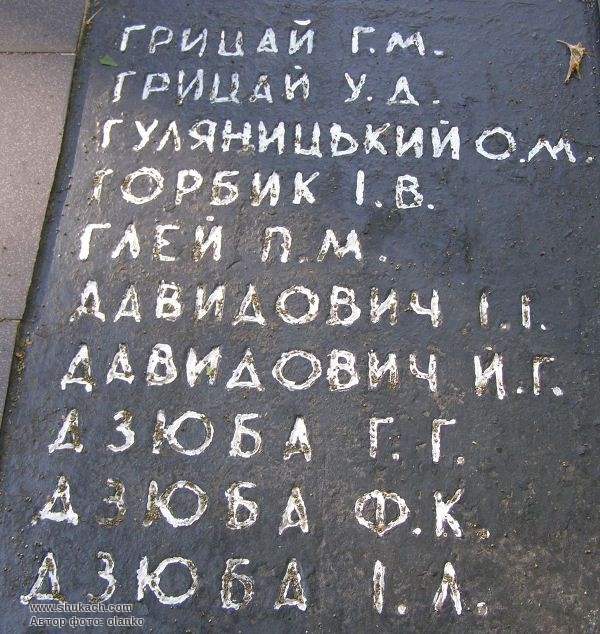 ГРИЦАЙ Г.М.
ГРИЦАЙ У.Д.
ГУЛЯНИЦЬКИЙ О.М.
ГОРБИК І.В.
ГЛЕЙ П.М.
ДАВИДОВИЧ І.І.
ДАВИДОВИЧ Й.Г.
ДЗЮБА Г.Г.
ДЗЮБА Ф.К.
ДЗЮБА І.Л.
www.shukach.com
Автор фото: olanko